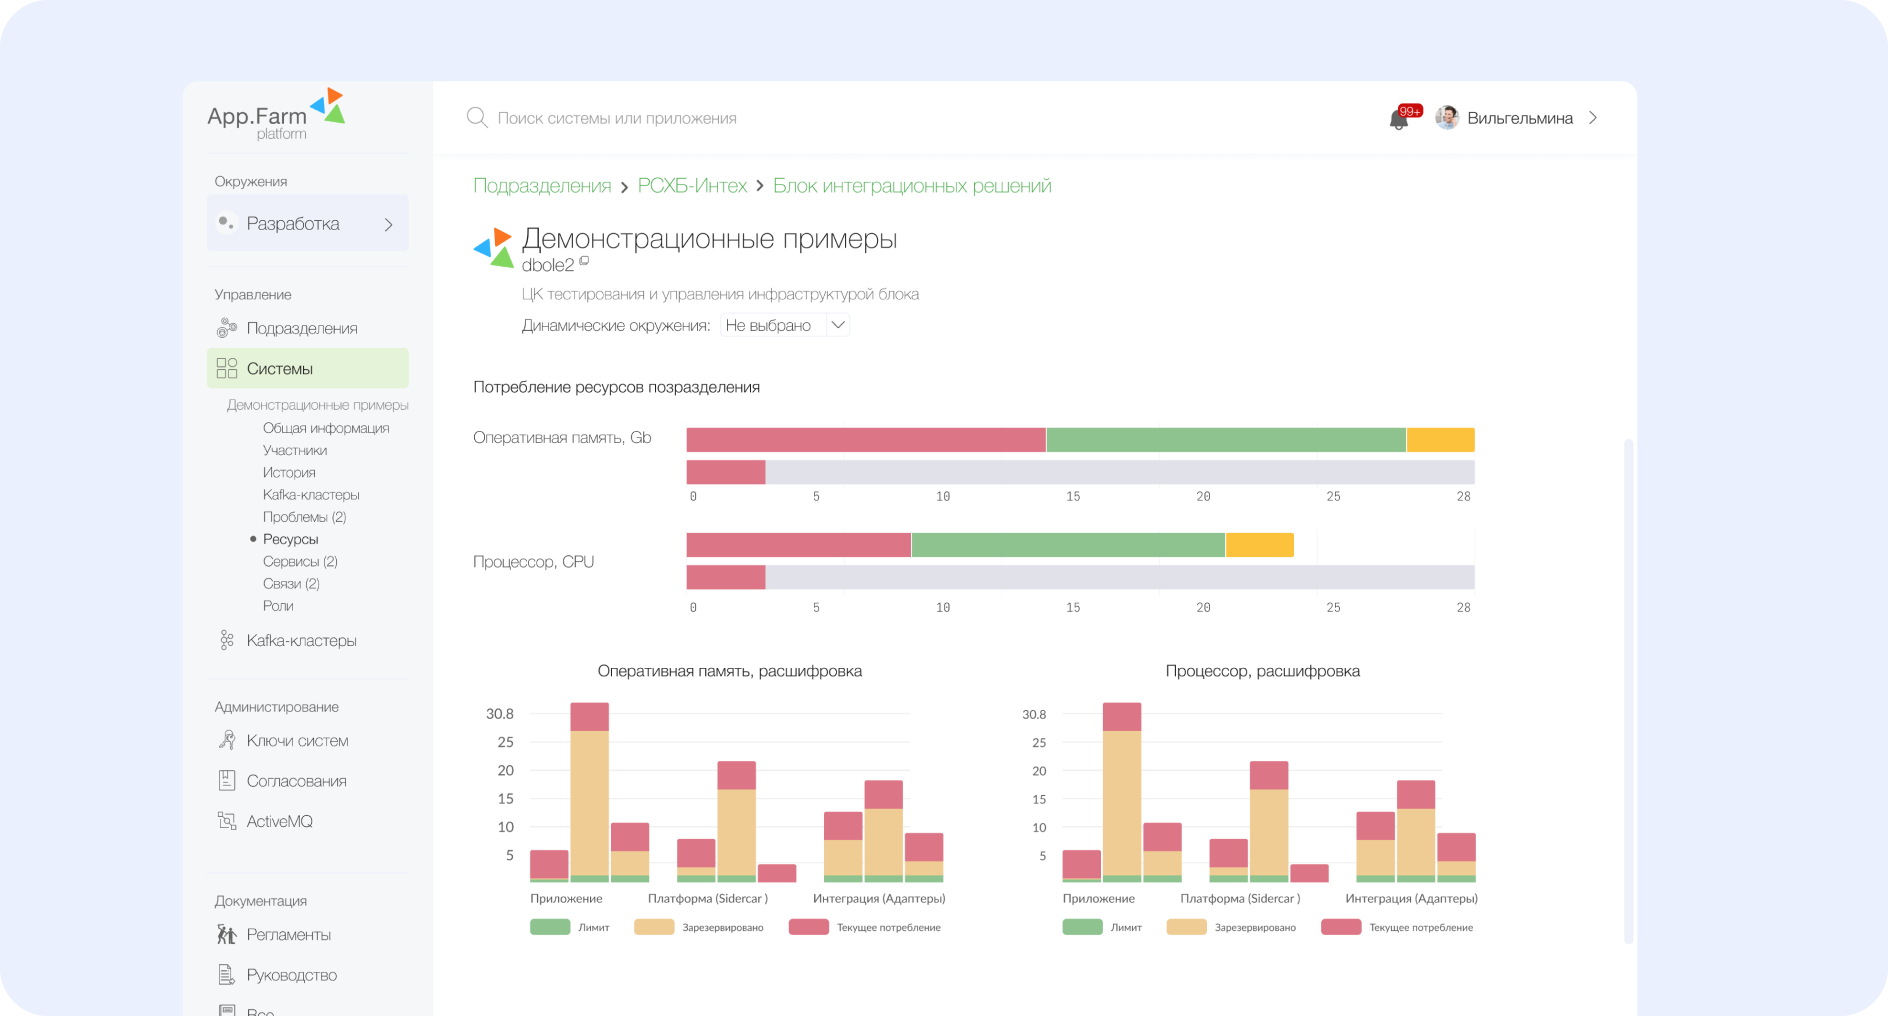 App.Farm
platform
Поиск системы или приложения
99+
Вильгельмина
Окружения
Разработка
Управление
Подразделения
Системы
Демонстрационные примеры
Общая информация
Участники
История
Kafka-кластеры
Проблемы (2)
Ресурсы
Сервисы (2)
Связи (2)
Роли
Kafka-кластеры
Администрирование
Ключи систем
Согласования
ActiveMQ
Документация
Регламенты
Руководство
Все
Подразделения > РСХБ-Интех > Блок интеграционных решений
Демонстрационные примеры
dbole2
ЦК тестирования и управления инфраструктурой блока
Динамические окружения: Не выбрано
Потребление ресурсов позразделения
Оперативная память, Gb
0 5 10 15 20 25 28
Процессор, CPU
0 5 10 15 20 25 28
Оперативная память, расшифровка
30.8
25
20
15
10
5
Приложение Платформа (Sidercar ) Интеграция (Адаптеры)
Лимит Зарезервировано Текущее потребление
Процессор, расшифровка
30.8
25
20
15
10
5
Приложение Платформа (Sidercar ) Интеграция (Адаптеры)
Лимит Зарезервировано Текущее потребление